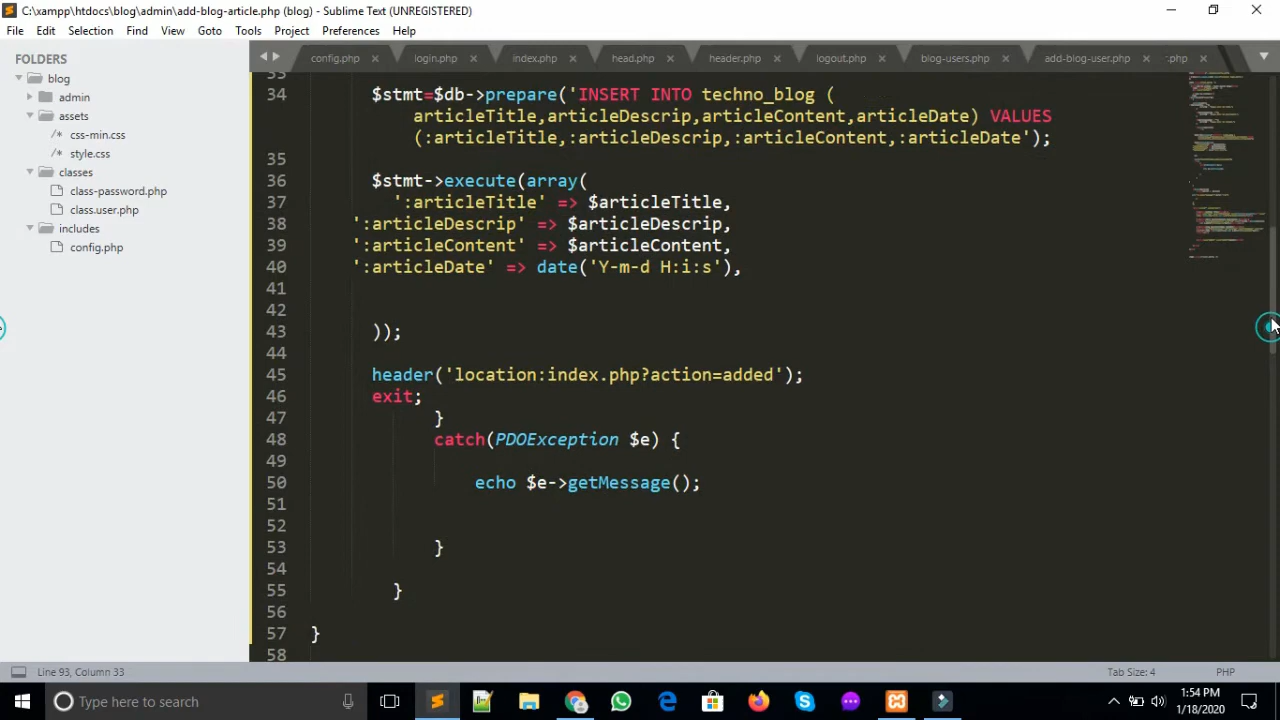 C:\xampp\htdocs\blog\admin\add-blog-article.php (blog) - Sublime Text (UNREGISTERED)
File Edit Selection Find View Goto Tools Project Preferences Help
FOLDERS
blog
admin
assets
/* css-min.css
/* style.css
classes
class-password.php
class.user.php
includes
config.php
config.php login.php index.php head.php header.php logout.php blog-users.php add-blog-user.php .php
33
34 $stmt=$db->prepare('INSERT INTO techno_blog (
articleTitle,articleDescrip,articleContent,articleDate) VALUES
(:articleTitle,:articleDescrip,:articleContent,:articleDate');
35
36 $stmt->execute(array(
37 ':articleTitle' => $articleTitle,
38 ':articleDescrip' => $articleDescrip,
39 ':articleContent' => $articleContent,
40 ':articleDate' => date('Y-m-d H:i:s'),
41
42
43 ));
44
45 header('location:index.php?action=added');
46 exit;
47 }
48 catch(PDOException $e) {
49
50 echo $e->getMessage();
51
52
53 }
54
55 }
56
57 }
58
Line 93, Column 33
Tab Size: 4 PHP
Type here to search
1:54 PM
1/18/2020